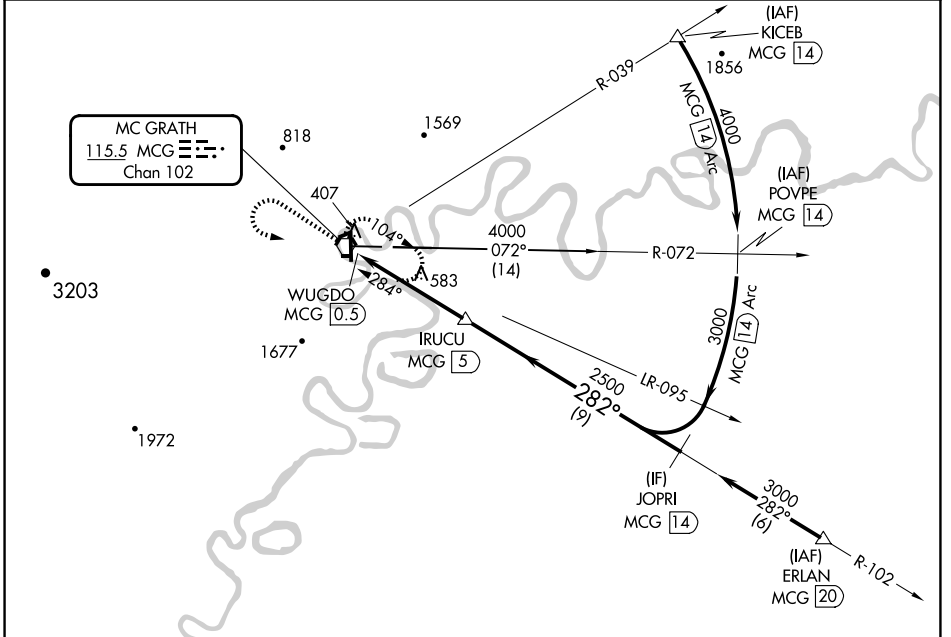 (IAF)
KICEB
MCG 14
1856
R-039
MCG 14 Arc
4000
MC GRATH
115.5 MCG
Chan 102
818
1569
407
104°
4000
072°
(14)
R-072
(IAF)
POVPE
MCG 14
3203
583
284°
WUGDO
MCG 0.5
IRUCU
MCG 5
1677
3000
MCG 14 Arc
LR-095
2500
282°
(9)
1972
(IF)
JOPRI
MCG 14
3000
282°
(6)
(IAF)
ERLAN
MCG 20
R-102